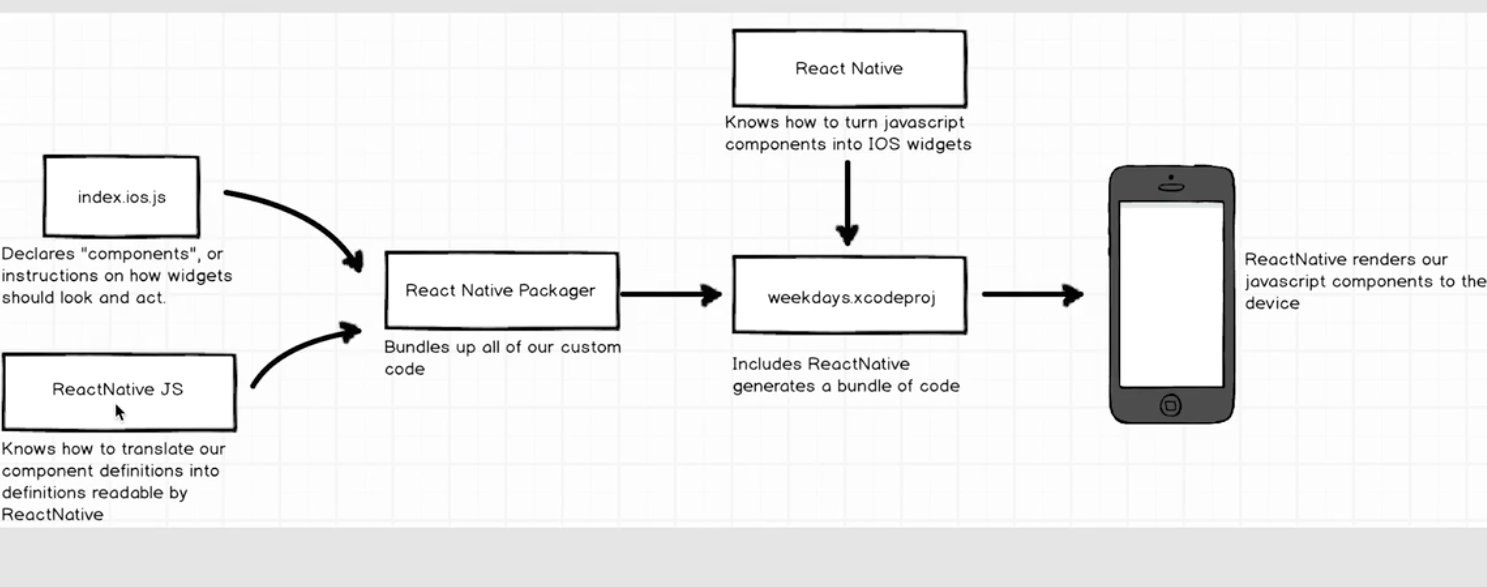 React Native
Knows how to turn javascript
components into IOS widgets
index.ios.js
Declares "components", or
instructions on how widgets
should look and act.
React Native Packager
Bundles up all of our custom
code
weekdays.xcodeproj
Includes ReactNative
generates a bundle of code
ReactNative renders our
javascript components to the
device
ReactNative JS
Knows how to translate our
component definitions into
definitions readable by
ReactNative